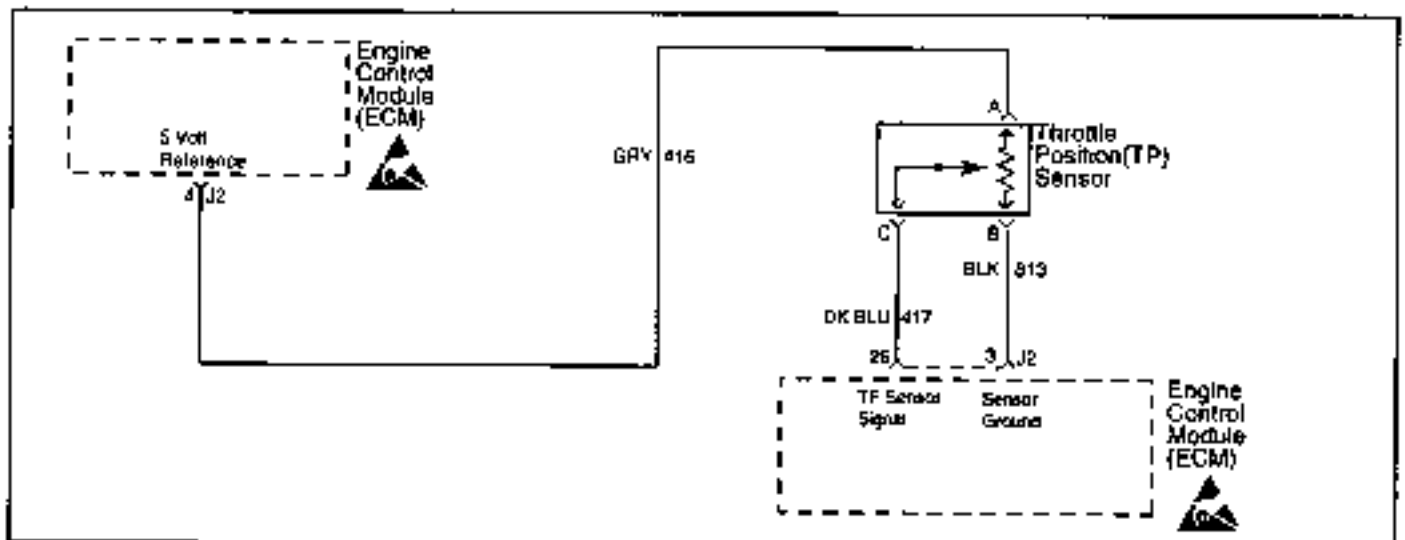 Engine
Control
Module
(ECM)
5 Volt
Reference
4 J2
GRY 416
A
Throttle
Position(TP)
Sensor
C B
BLK 813
DK BLU 417
26 3 J2
TP Sensor
Signal
Sensor
Ground
Engine
Control
Module
(ECM)